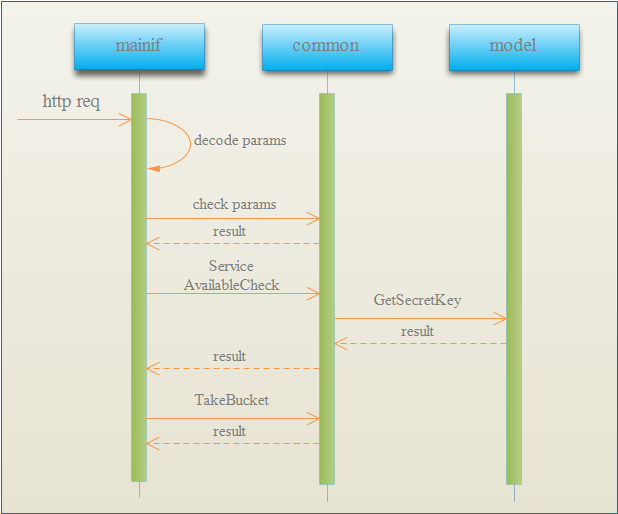 mainif
common
model
http req
decode params
check params
result
Service
AvailableCheck
GetSecretKey
result
result
TakeBucket
result